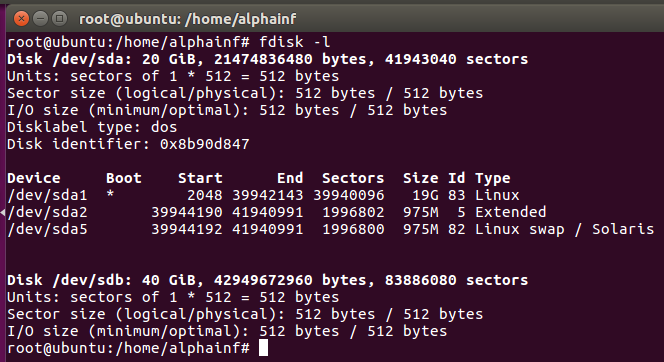 root@ubuntu: /home/alphainf
root@ubuntu:/home/alphainf# fdisk -l
Disk /dev/sda: 20 GiB, 21474836480 bytes, 41943040 sectors
Units: sectors of 1 * 512 = 512 bytes
Sector size (logical/physical): 512 bytes / 512 bytes
I/O size (minimum/optimal): 512 bytes / 512 bytes
Disklabel type: dos
Disk identifier: 0x8b90d847
Device     Boot    Start      End  Sectors  Size Id Type
/dev/sda1  *        2048 39942143 39940096   19G 83 Linux
/dev/sda2       39944190 41940991  1996802  975M  5 Extended
/dev/sda5       39944192 41940991  1996800  975M 82 Linux swap / Solaris
Disk /dev/sdb: 40 GiB, 42949672960 bytes, 83886080 sectors
Units: sectors of 1 * 512 = 512 bytes
Sector size (logical/physical): 512 bytes / 512 bytes
I/O size (minimum/optimal): 512 bytes / 512 bytes
root@ubuntu:/home/alphainf#